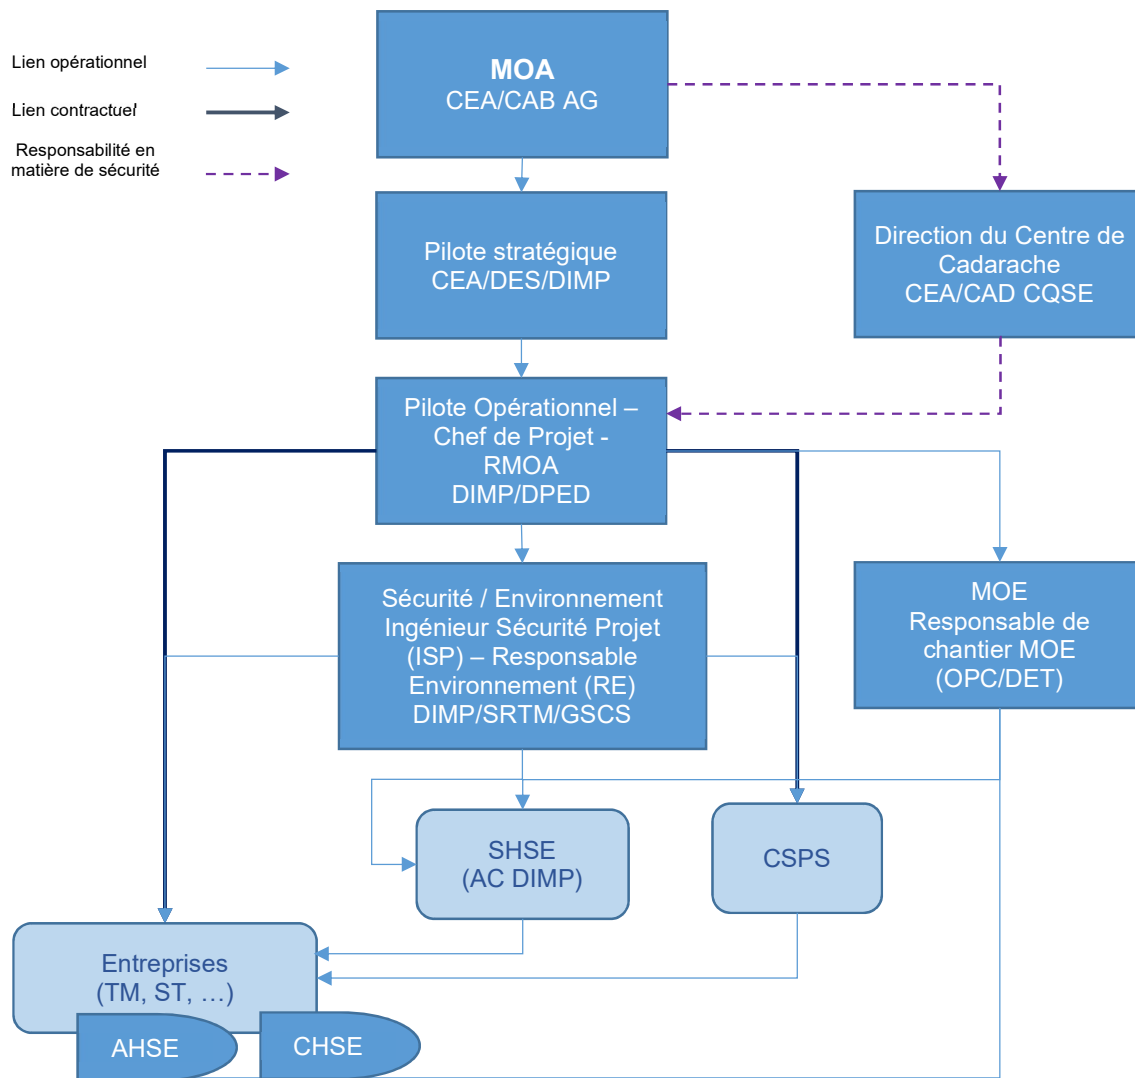 Lien opérationnel
Lien contractuel
Responsabilité en
matière de sécurité
MOA
CEA/CAB AG
Pilote stratégique
CEA/DES/DIMP
Direction du Centre de
Cadarache
CEA/CAD CQSE
Pilote Opérationnel –
Chef de Projet -
RMOA
DIMP/DPED
Sécurité / Environnement
Ingénieur Sécurité Projet
(ISP) – Responsable
Environnement (RE)
DIMP/SRTM/GSCS
MOE
Responsable de
chantier MOE
(OPC/DET)
SHSE
(AC DIMP)
CSPS
Entreprises
(TM, ST, …)
AHSE
CHSE